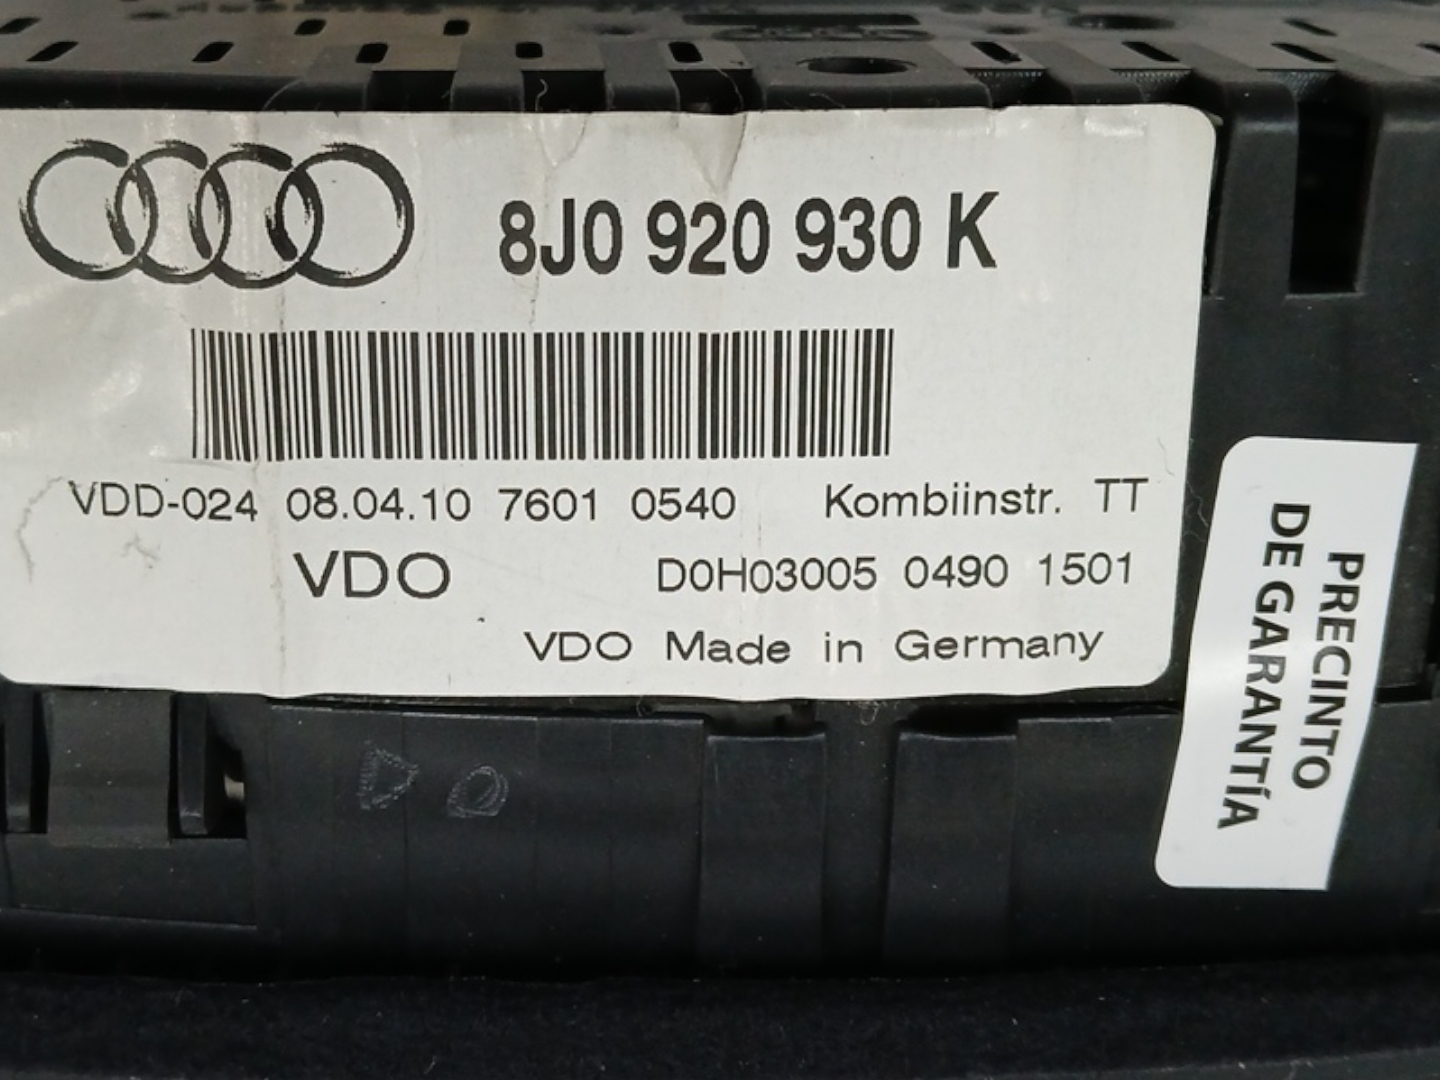 8J0 920 930 K
VDD-024 08.04.10 7601 0540 Kombiinstr. TT
VDO D0H03005 0490 1501
VDO Made in Germany
PRECINTO
DE GARANTÍA